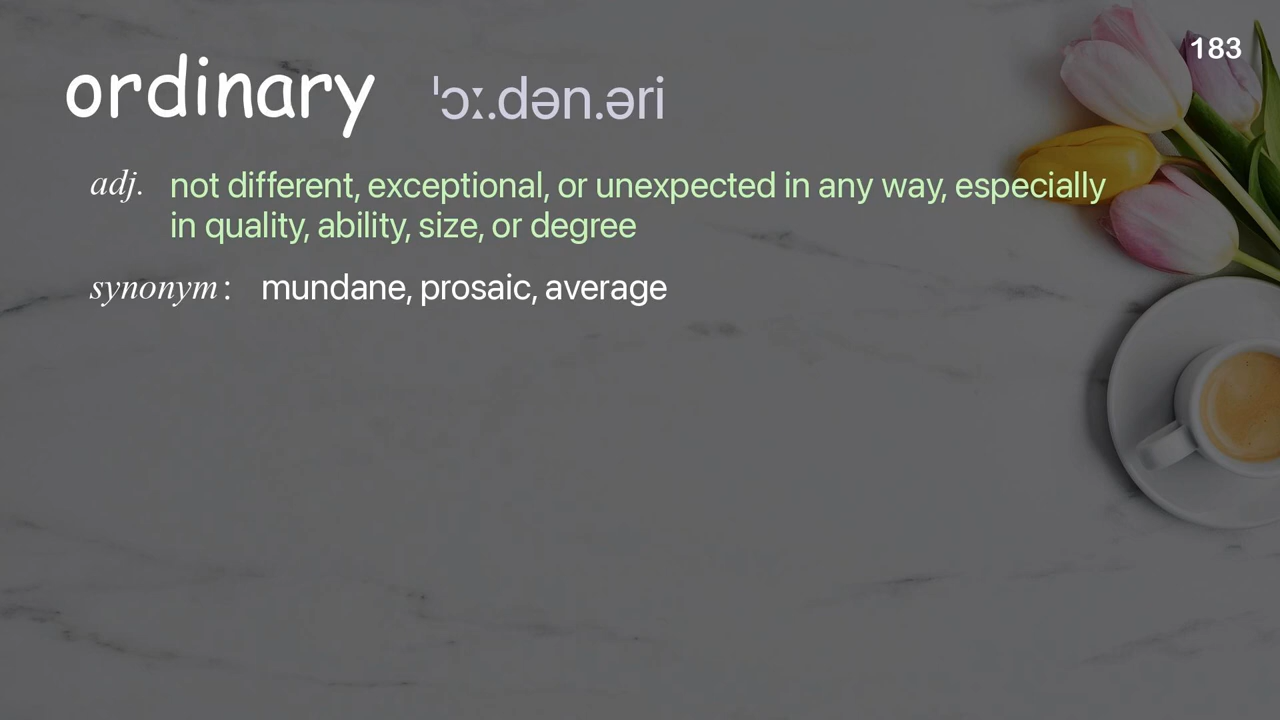 183
ordinary ˈɔː.dən.əri
adj. not different, exceptional, or unexpected in any way, especially
in quality, ability, size, or degree
synonym : mundane, prosaic, average